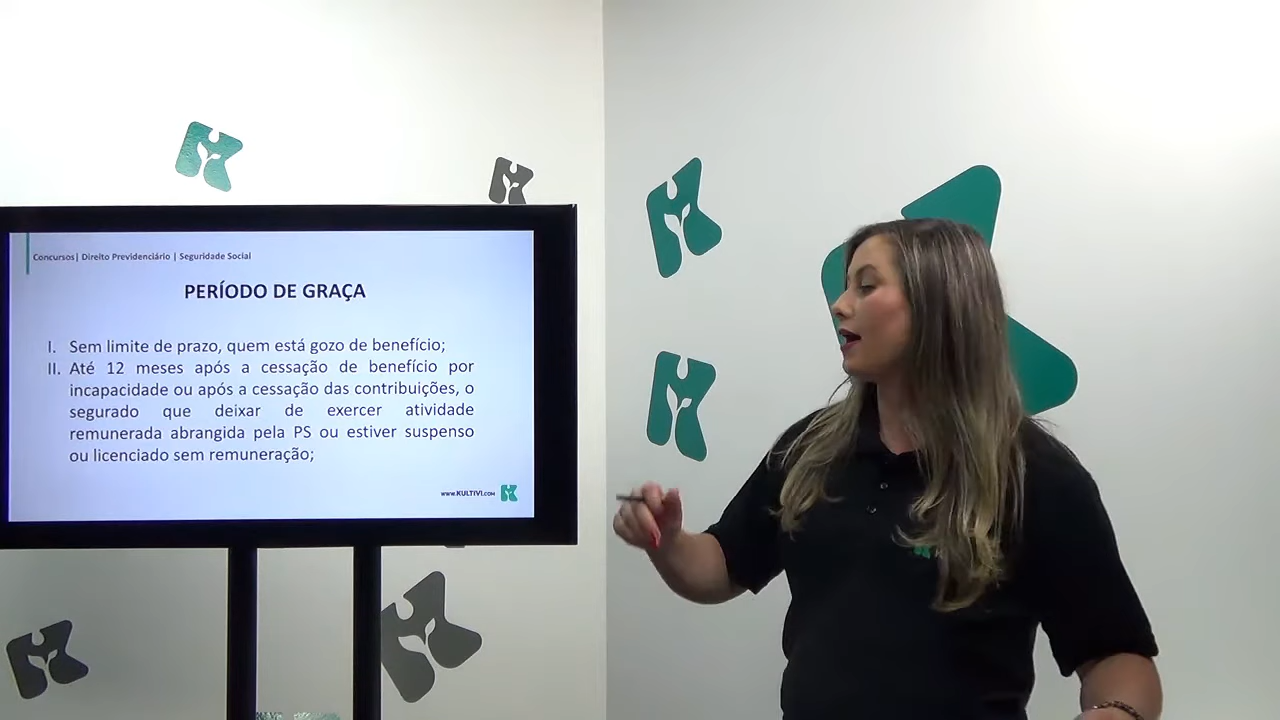 Concursos| Direito Previdenciário | Seguridade Social
PERÍODO DE GRAÇA
I. Sem limite de prazo, quem está gozo de benefício;
II. Até 12 meses após a cessação de benefício por
incapacidade ou após a cessação das contribuições, o
segurado que deixar de exercer atividade
remunerada abrangida pela PS ou estiver suspenso
ou licenciado sem remuneração;
www.KULTIVI.COM